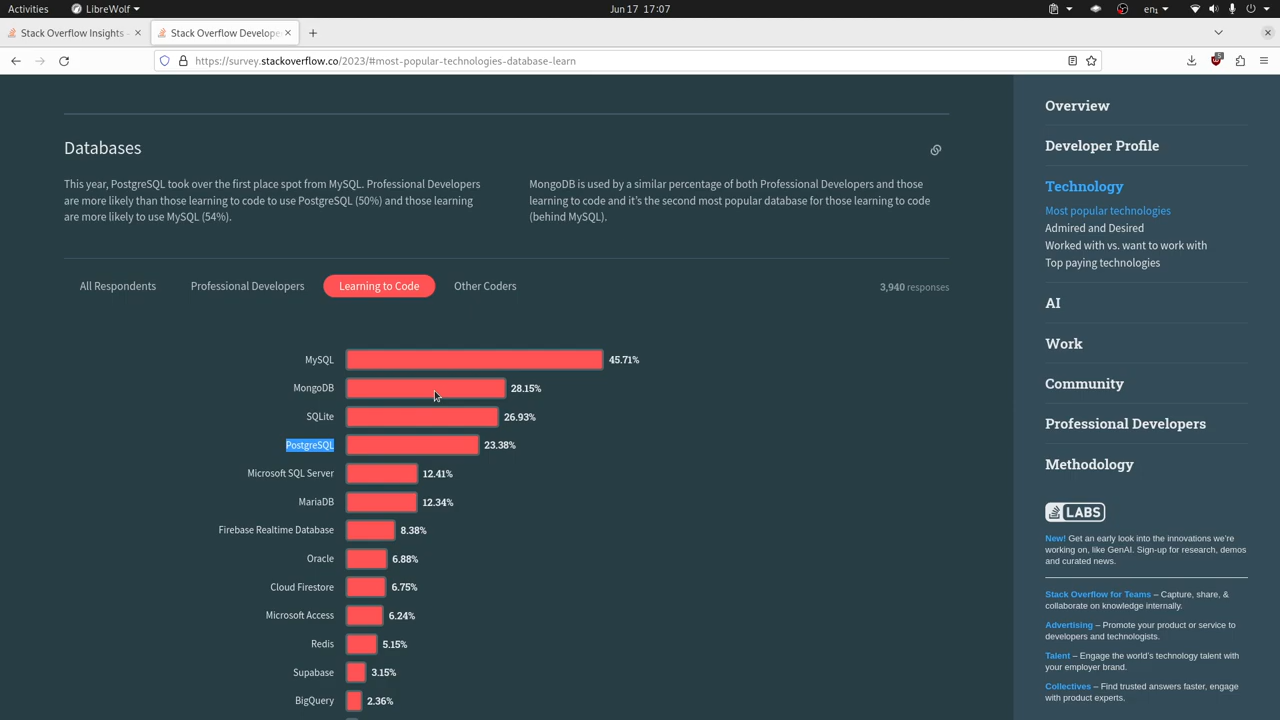 Activities
LibreWolf
Jun 17 17:07
en1
Stack Overflow Insights -
Stack Overflow Develope
https://survey.stackoverflow.co/2023/#most-popular-technologies-database-learn
Databases
This year, PostgreSQL took over the first place spot from MySQL. Professional Developers
are more likely than those learning to code to use PostgreSQL (50%) and those learning
are more likely to use MySQL (54%).
MongoDB is used by a similar percentage of both Professional Developers and those
learning to code and it's the second most popular database for those learning to code
(behind MySQL).
All Respondents
Professional Developers
Learning to Code
Other Coders
3,940 responses
MySQL 45.71%
MongoDB 28.15%
SQLite 26.93%
PostgreSQL 23.38%
Microsoft SQL Server 12.41%
MariaDB 12.34%
Firebase Realtime Database 8.38%
Oracle 6.88%
Cloud Firestore 6.75%
Microsoft Access 6.24%
Redis 5.15%
Supabase 3.15%
BigQuery 2.36%
Overview
Developer Profile
Technology
Most popular technologies
Admired and Desired
Worked with vs. want to work with
Top paying technologies
AI
Work
Community
Professional Developers
Methodology
LABS
New! Get an early look into the innovations we're
working on, like GenAI. Sign-up for research, demos
and curated news.
Stack Overflow for Teams – Capture, share, &
collaborate on knowledge internally.
Advertising – Promote your product or service to
developers and technologists.
Talent – Engage the world's technology talent with
your employer brand.
Collectives – Find trusted answers faster, engage
with product experts.